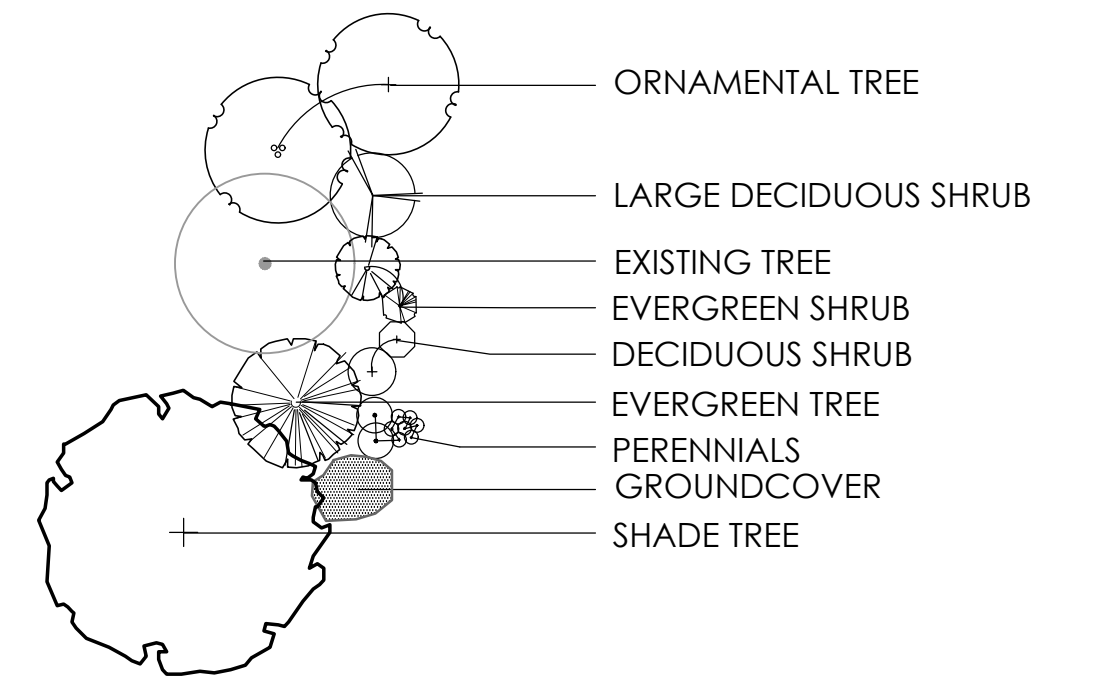 ORNAMENTAL TREE
LARGE DECIDUOUS SHRUB
EXISTING TREE
EVERGREEN SHRUB
DECIDUOUS SHRUB
EVERGREEN TREE
PERENNIALS
GROUNDCOVER
SHADE TREE